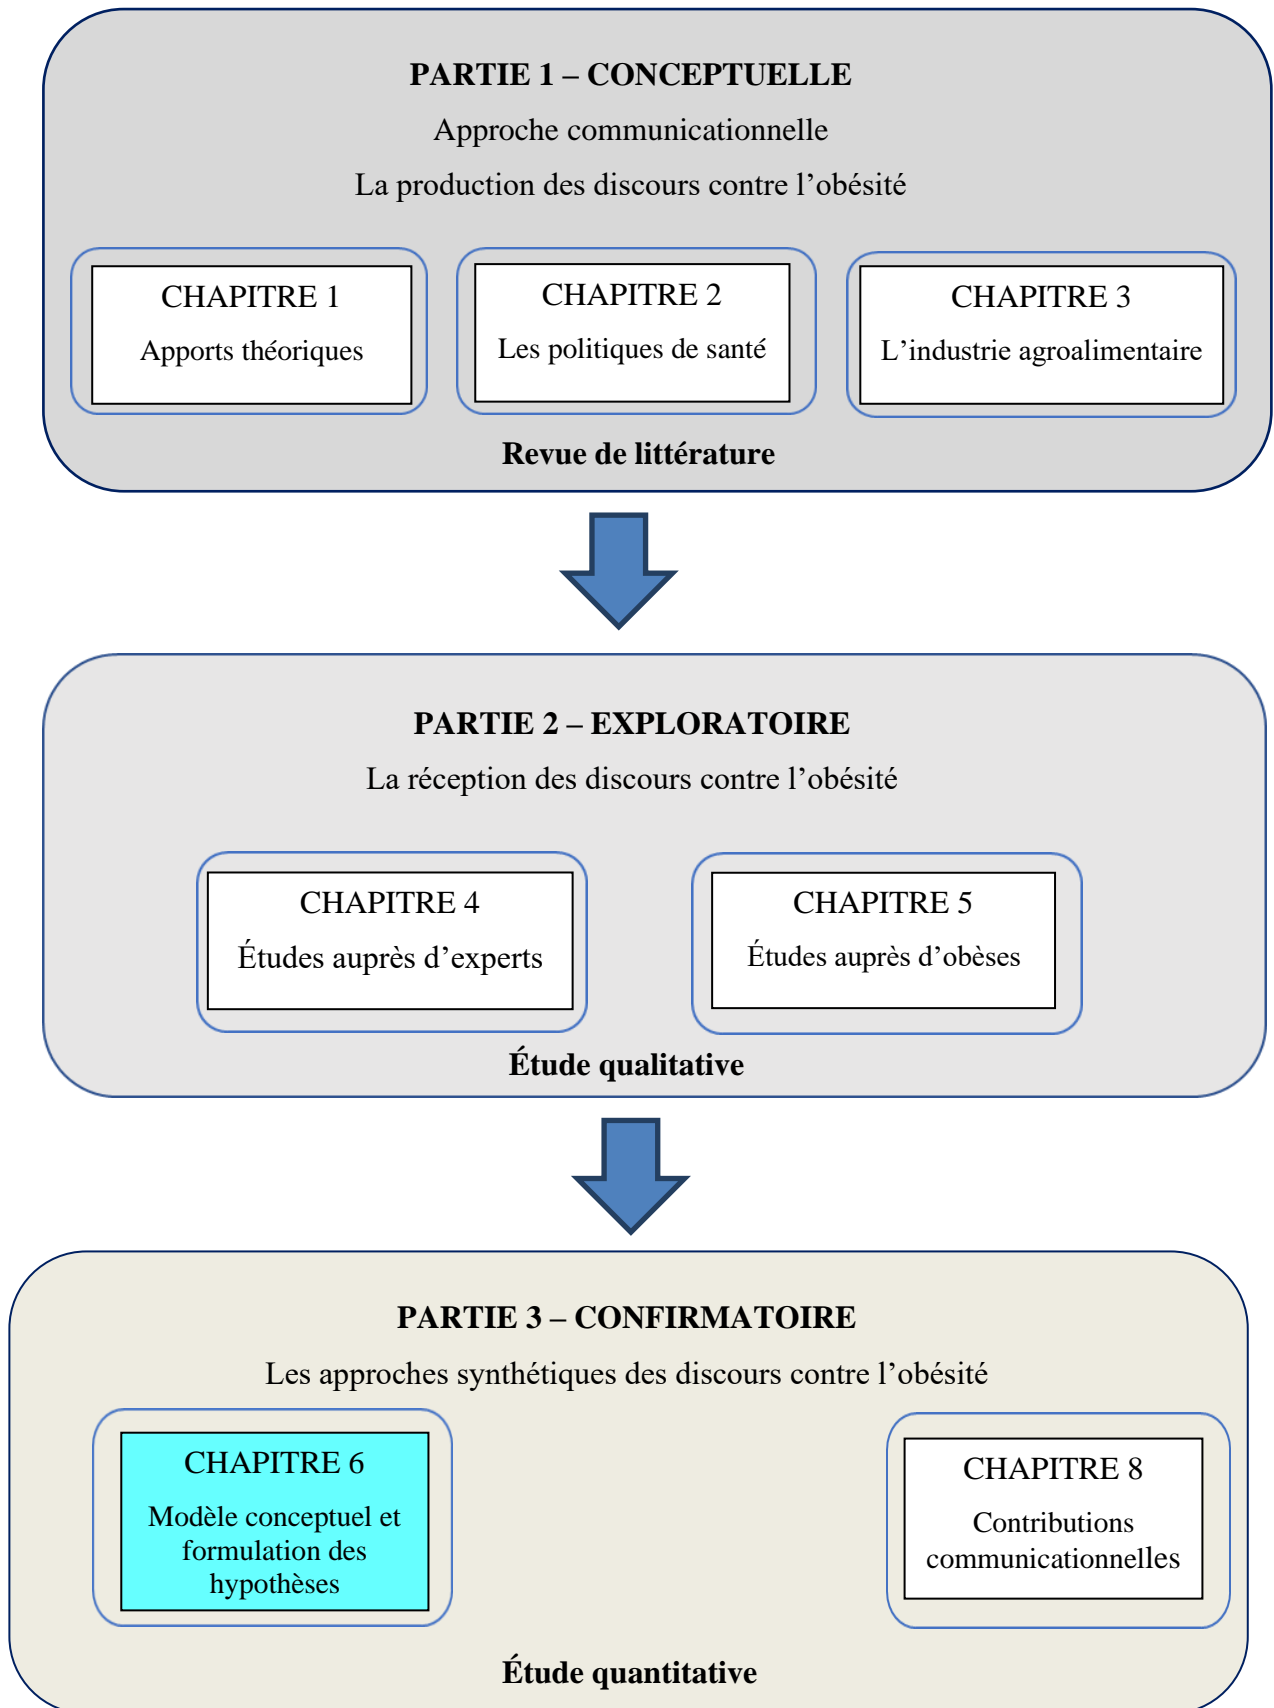 PARTIE 1 – CONCEPTUELLE
Approche communicationnelle
La production des discours contre l’obésité
CHAPITRE 1
Apports théoriques
CHAPITRE 2
Les politiques de santé
CHAPITRE 3
L’industrie agroalimentaire
Revue de littérature
PARTIE 2 – EXPLORATOIRE
La réception des discours contre l’obésité
CHAPITRE 4
Études auprès d’experts
CHAPITRE 5
Études auprès d’obèses
Étude qualitative
PARTIE 3 – CONFIRMATOIRE
Les approches synthétiques des discours contre l’obésité
CHAPITRE 6
Modèle conceptuel et
formulation des
hypothèses
CHAPITRE 8
Contributions
communicationnelles
Étude quantitative